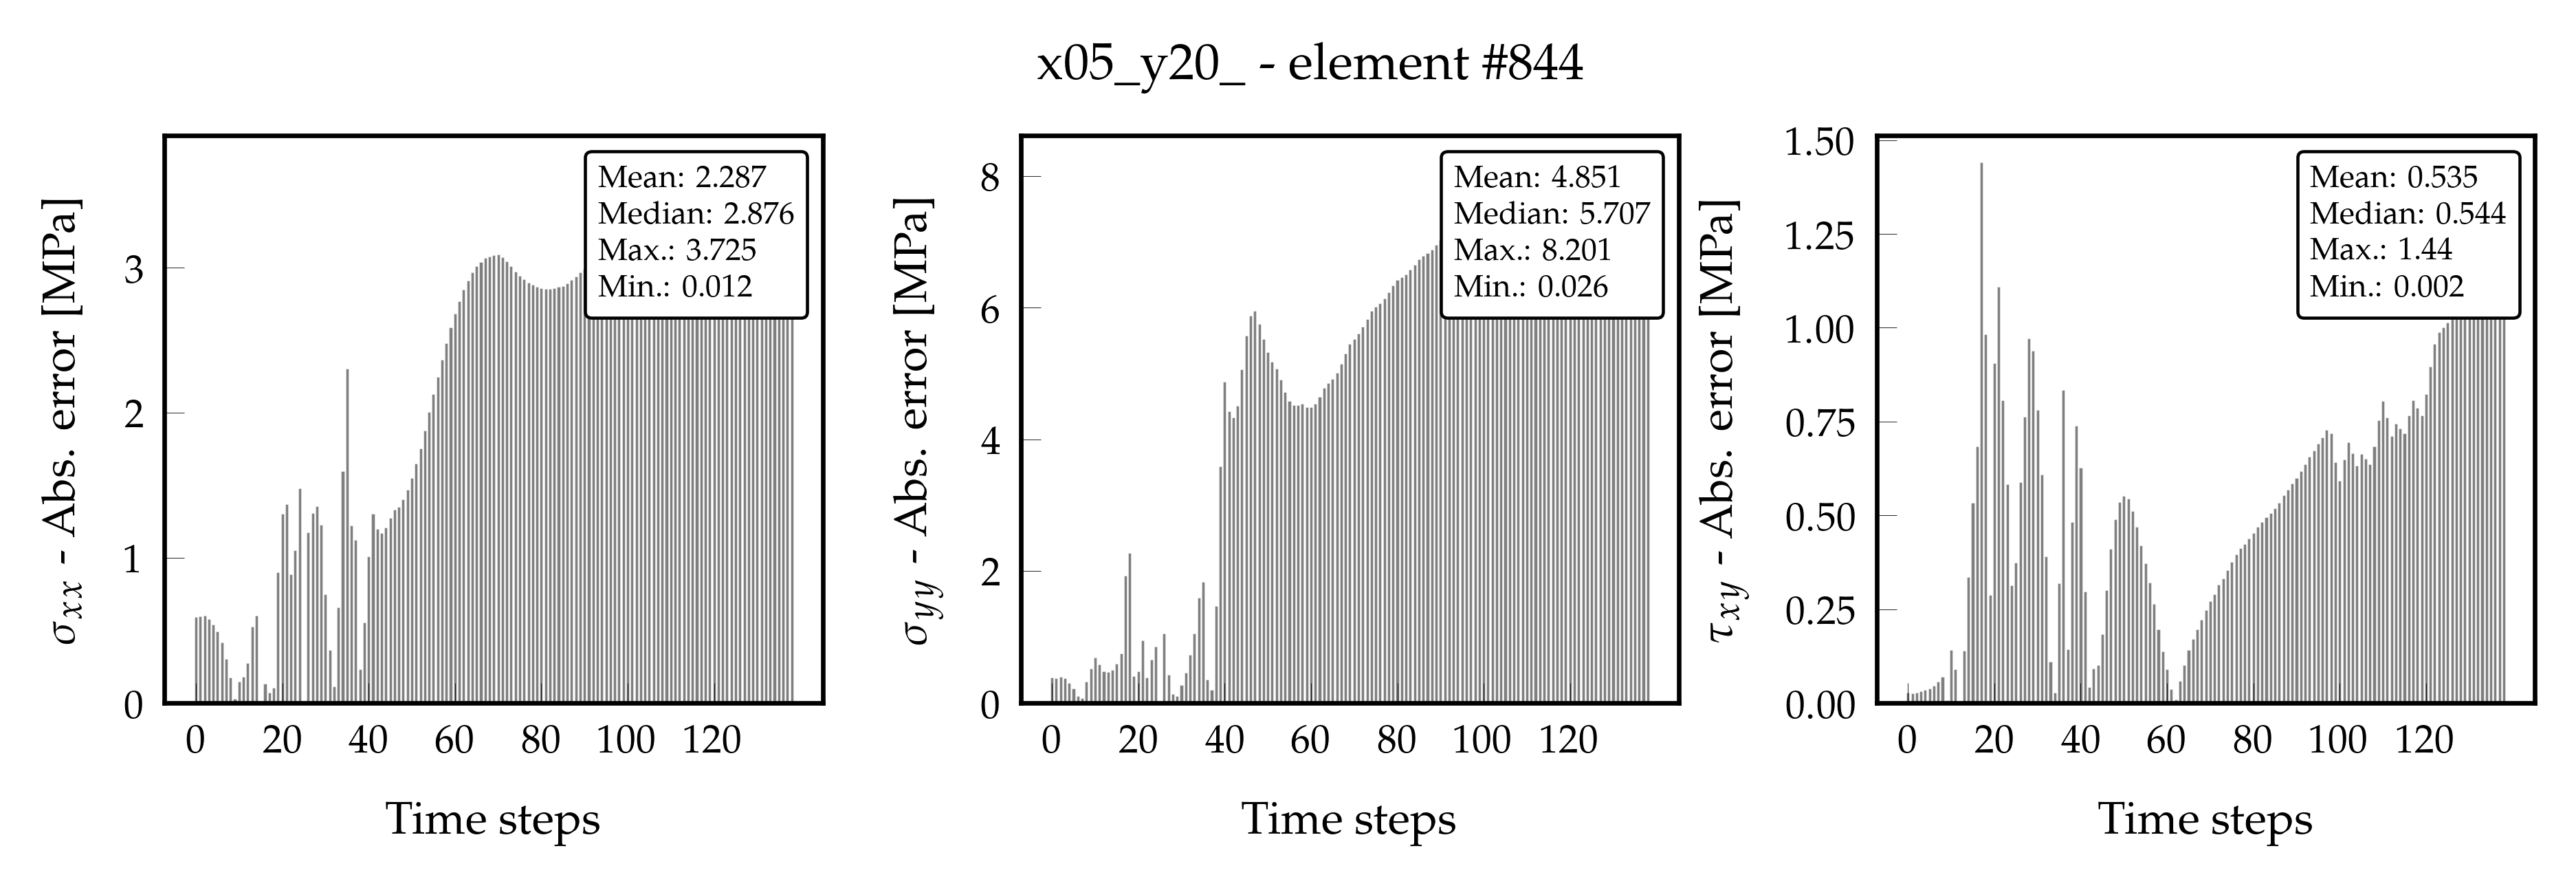 x05_y20_ - element #844
σxx - Abs. error [MPa]
3
2
1
0
0 20 40 60 80 100 120
Time steps
Mean: 2.287
Median: 2.876
Max.: 3.725
Min.: 0.012
σyy - Abs. error [MPa]
8
6
4
2
0
0 20 40 60 80 100 120
Time steps
Mean: 4.851
Median: 5.707
Max.: 8.201
Min.: 0.026
τxy - Abs. error [MPa]
1.50
1.25
1.00
0.75
0.50
0.25
0.00
0 20 40 60 80 100 120
Time steps
Mean: 0.535
Median: 0.544
Max.: 1.44
Min.: 0.002